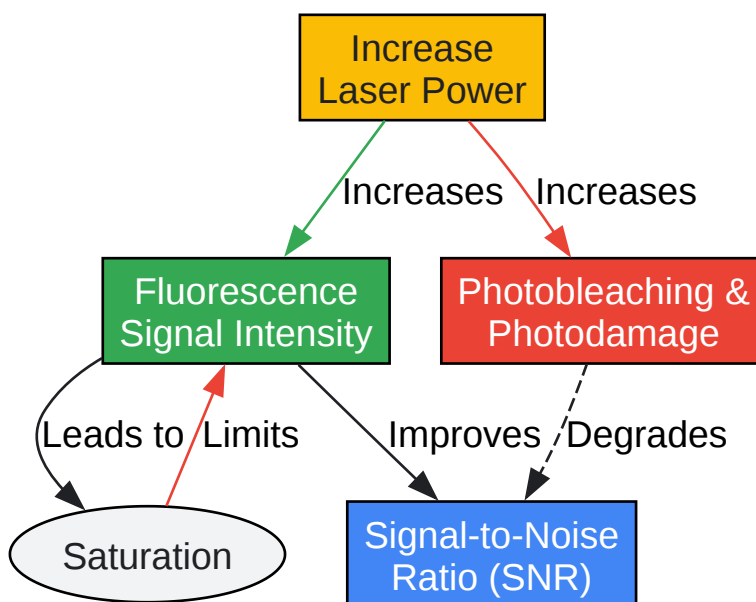 Increase
Laser Power
Increases
Increases
Fluorescence
Signal Intensity
Photobleaching &
Photodamage
Leads to
Limits
Improves
Degrades
Saturation
Signal-to-Noise
Ratio (SNR)